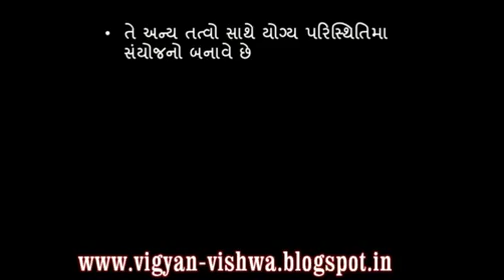 • તે અન્ય તત્વો સાથે યોગ્ય પરિસ્થિતિમા
સંયોજનો બનાવે છે
www.vigyan-vishwa.blogspot.in